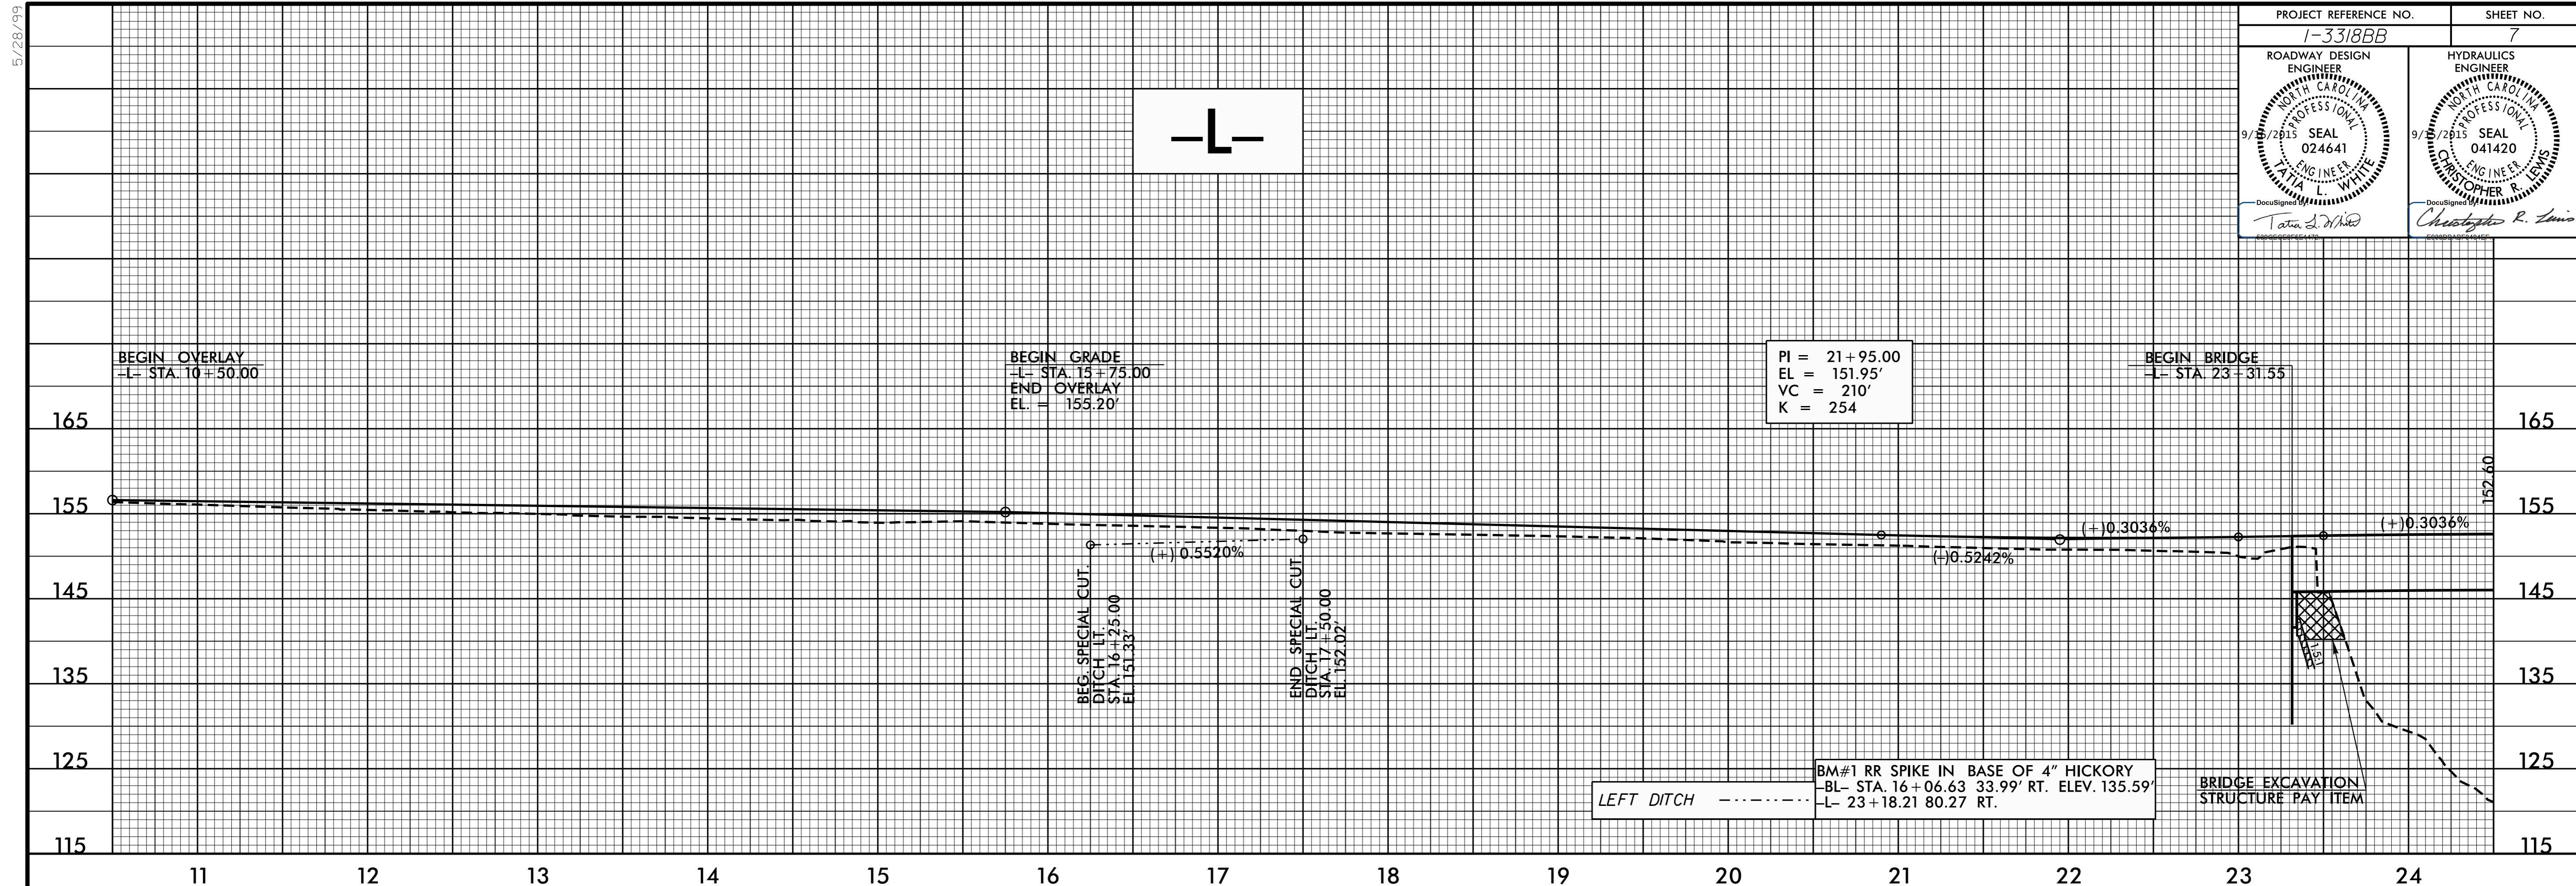 5/28/99
PROJECT REFERENCE NO.
SHEET NO.
I-3318BB
7
ROADWAY DESIGN
ENGINEER
HYDRAULICS
ENGINEER
NORTH CAROLINA
PROFESSIONAL
SEAL
024641
ENGINEER
TATIA L. WHITE
NORTH CAROLINA
PROFESSIONAL
SEAL
041420
ENGINEER
CHRISTOPHER R. LEWIS
DocuSigned by:
Tatia L. White
DocuSigned by:
Christopher R. Lewis
-L-
BEGIN OVERLAY
-L- STA. 10+50.00
BEGIN GRADE
-L- STA. 15+75.00
END OVERLAY
EL. = 155.20'
PI = 21+95.00
EL = 151.95'
VC = 210'
K = 254
BEGIN BRIDGE
-L- STA. 23+31.55
165
165
152.60
155
155
(+)0.3036%
(+)0.3036%
(+) 0.5520%
(-)0.5242%
145
145
BEG. SPECIAL CUT.
DITCH LT.
STA. 16+25.00
EL. 151.33'
END SPECIAL CUT
DITCH LT.
STA. 17+50.00
EL. 152.02'
1.5:1
135
135
125
125
LEFT DITCH
BM#1 RR SPIKE IN BASE OF 4" HICKORY
-BL- STA. 16+06.63 33.99' RT. ELEV. 135.59'
-L- 23+18.21 80.27 RT.
BRIDGE EXCAVATION
STRUCTURE PAY ITEM
115
115
11 12 13 14 15 16 17 18 19 20 21 22 23 24